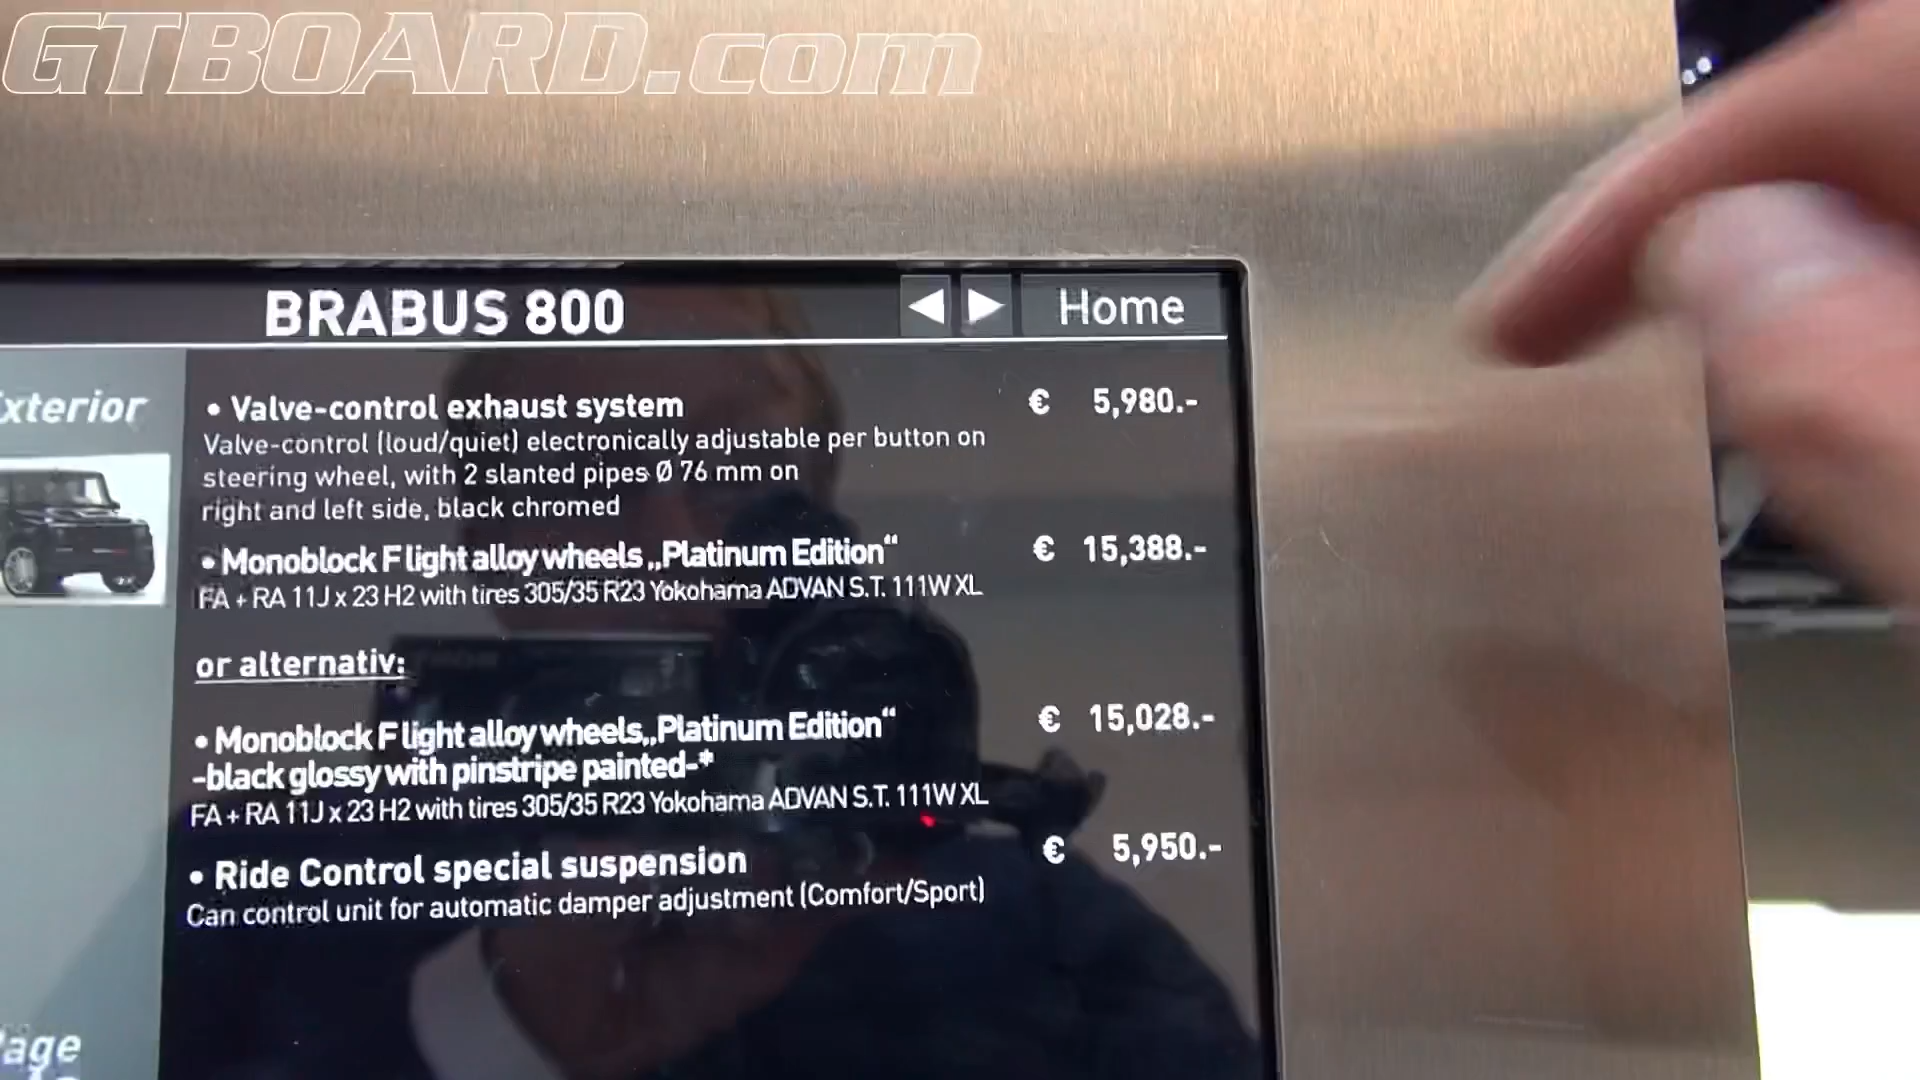 GTBOARD.com
BRABUS 800
◀ ▶ Home
xterior
• Valve-control exhaust system € 5,980.-
Valve-control (loud/quiet) electronically adjustable per button on
steering wheel, with 2 slanted pipes Ø 76 mm on
right and left side, black chromed
• Monoblock F light alloy wheels „Platinum Edition“ € 15,388.-
FA + RA 11J x 23 H2 with tires 305/35 R23 Yokohama ADVAN S.T. 111W XL
or alternativ:
• Monoblock F light alloy wheels„Platinum Edition“ € 15,028.-
-black glossy with pinstripe painted-*
FA + RA 11J x 23 H2 with tires 305/35 R23 Yokohama ADVAN S.T. 111W XL
• Ride Control special suspension € 5,950.-
Can control unit for automatic damper adjustment (Comfort/Sport)